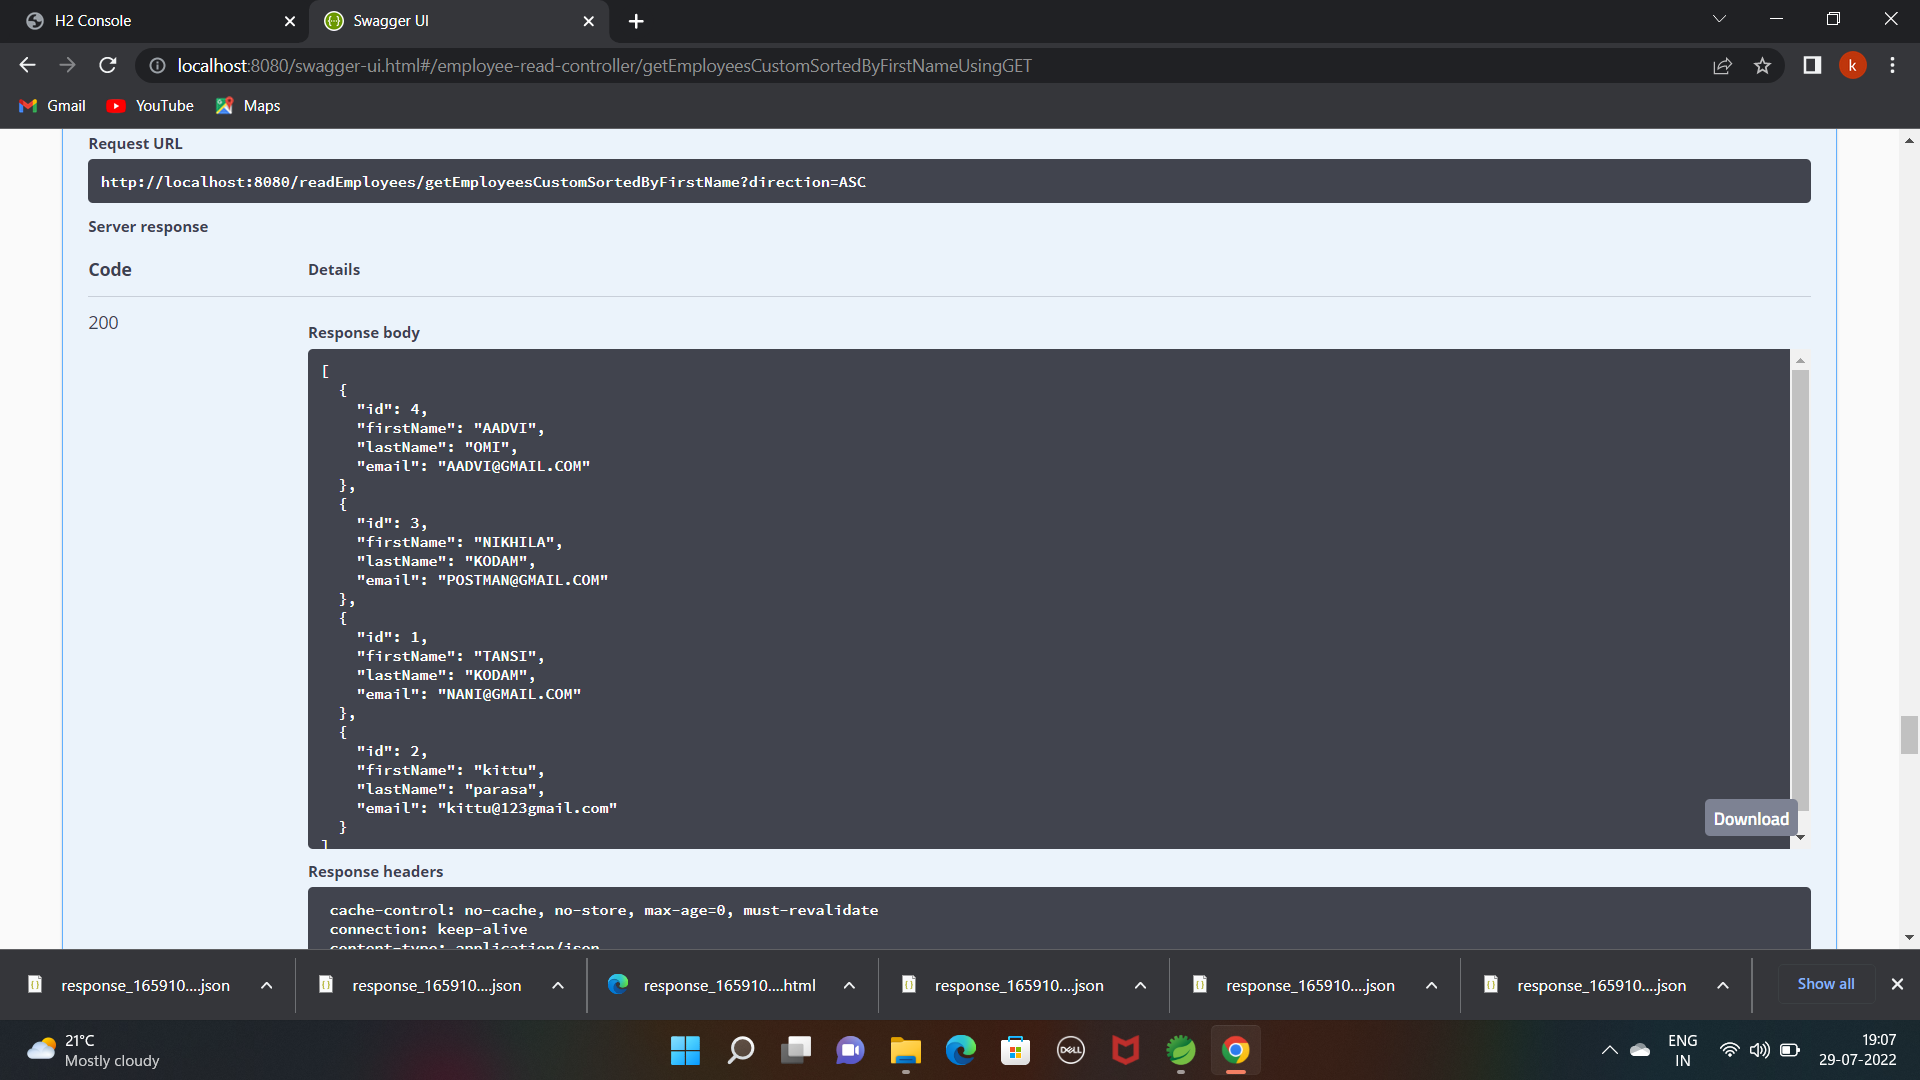 H2 Console
Swagger UI
localhost:8080/swagger-ui.html#/employee-read-controller/getEmployeesCustomSortedByFirstNameUsingGET
k
Gmail
YouTube
Maps
Request URL
http://localhost:8080/readEmployees/getEmployeesCustomSortedByFirstName?direction=ASC
Server response
Code
Details
200
Response body
[
{
"id": 4,
"firstName": "AADVI",
"lastName": "OMI",
"email": "AADVI@GMAIL.COM"
},
{
"id": 3,
"firstName": "NIKHILA",
"lastName": "KODAM",
"email": "POSTMAN@GMAIL.COM"
},
{
"id": 1,
"firstName": "TANSI",
"lastName": "KODAM",
"email": "NANI@GMAIL.COM"
},
{
"id": 2,
"firstName": "kittu",
"lastName": "parasa",
"email": "kittu@123gmail.com"
}
]
Download
Response headers
cache-control: no-cache, no-store, max-age=0, must-revalidate
connection: keep-alive
content-type: application/json
response_165910....json
response_165910....json
response_165910....html
response_165910....json
response_165910....json
response_165910....json
Show all
21°C
Mostly cloudy
DELL
ENG
IN
19:07
29-07-2022